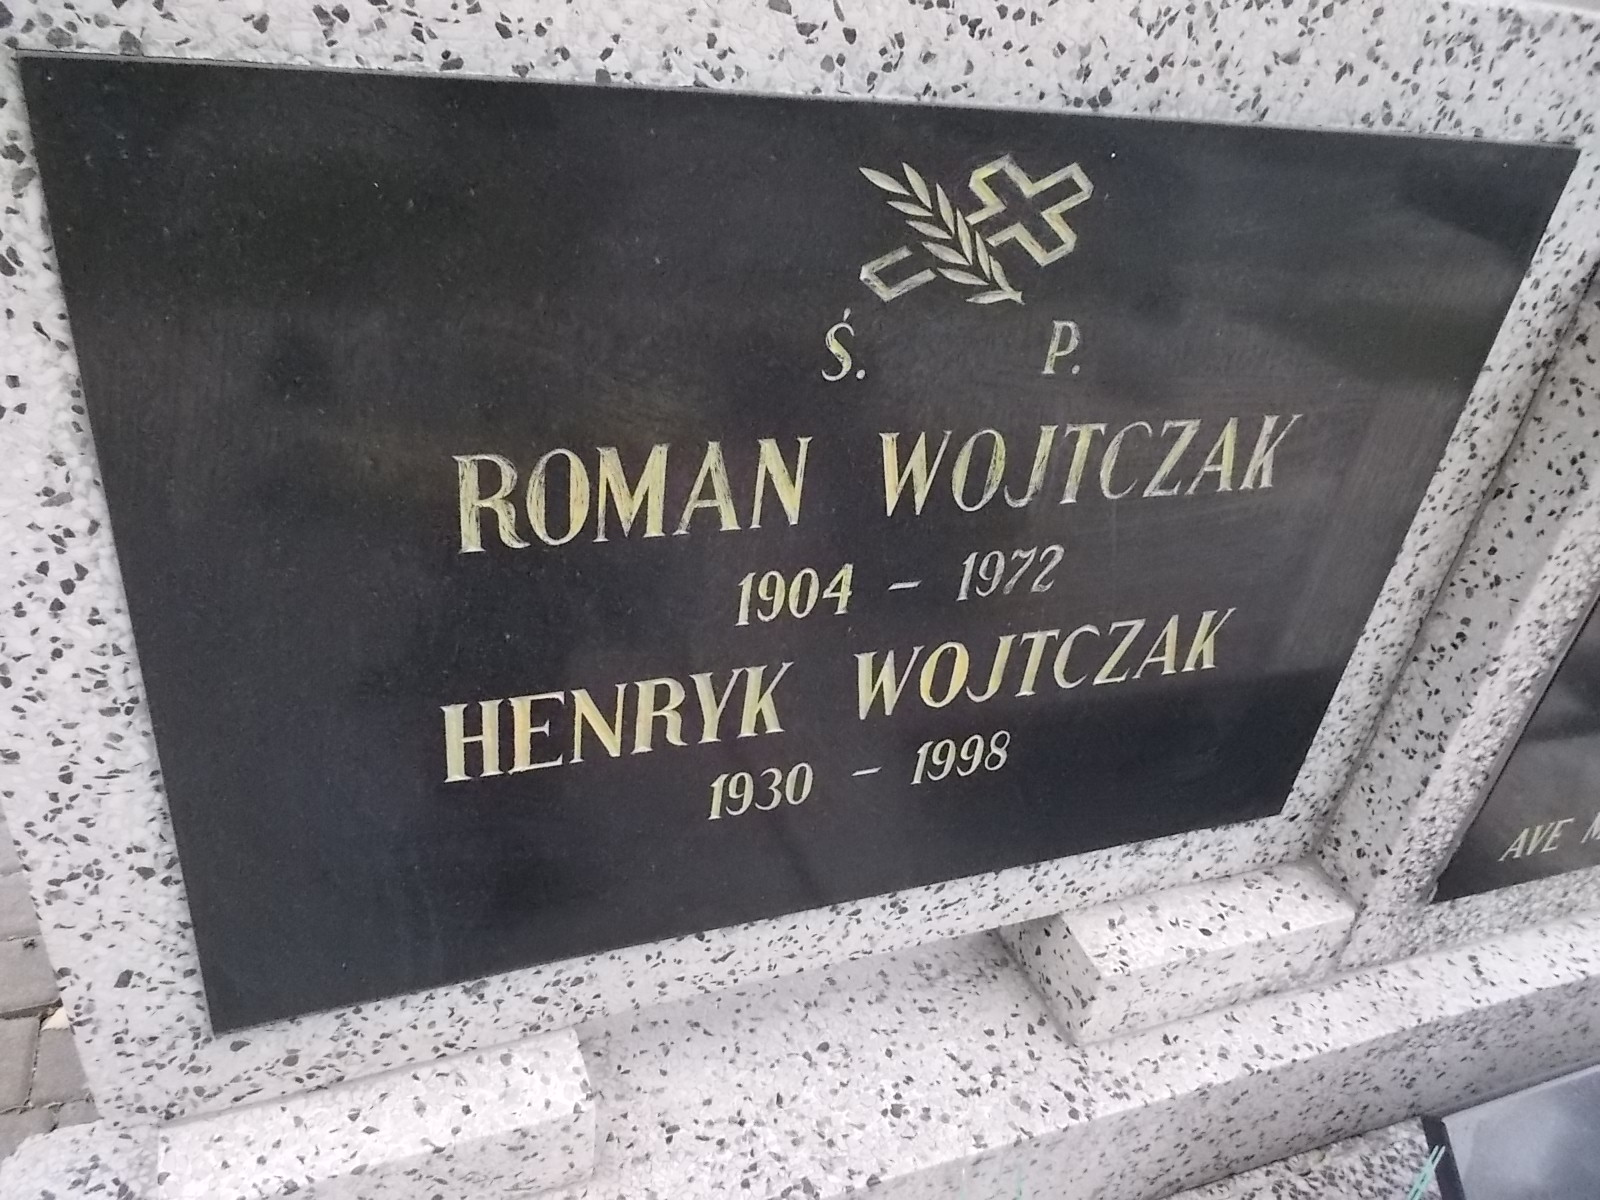 Ś. P.
ROMAN WOJTCZAK
1904 - 1972
HENRYK WOJTCZAK
1930 - 1998
AVE